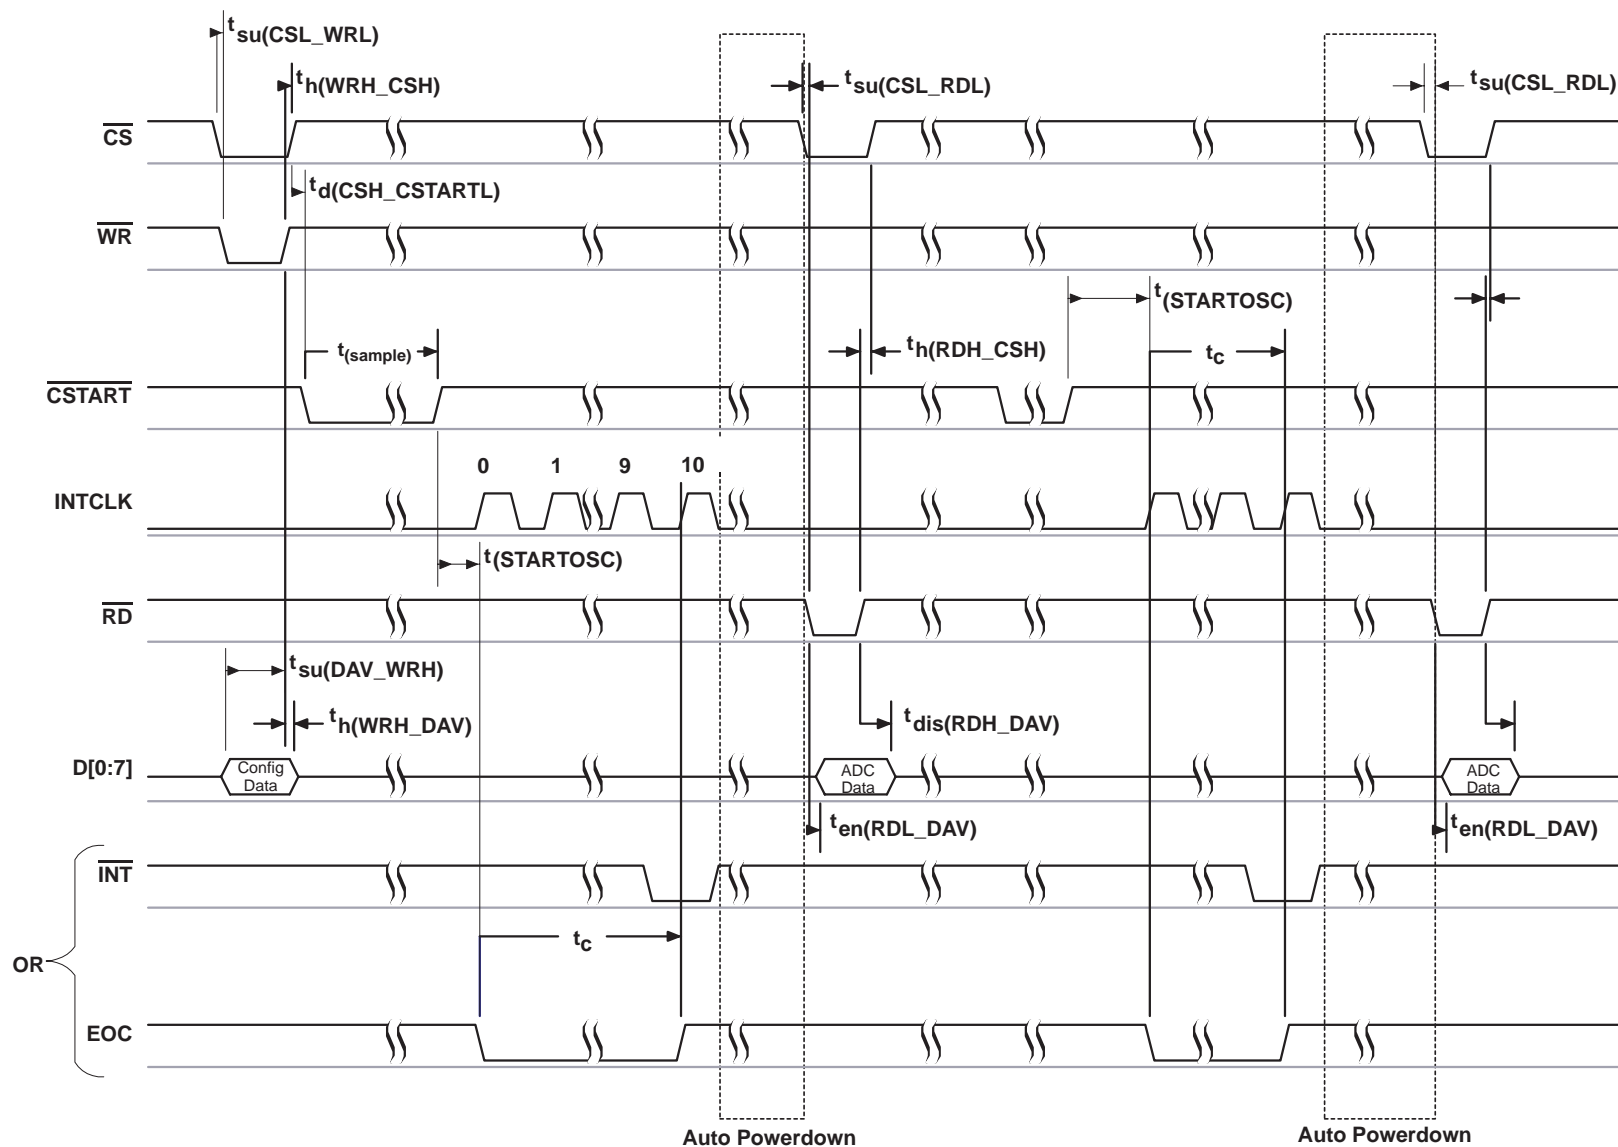 tsu(CSL_WRL)
th(WRH_CSH)
tsu(CSL_RDL)
tsu(CSL_RDL)
CS
td(CSH_CSTARTL)
WR
t(STARTOSC)
t(sample)
th(RDH_CSH)
tc
CSTART
0 1 9 10
INTCLK
t(STARTOSC)
RD
tsu(DAV_WRH)
th(WRH_DAV)
tdis(RDH_DAV)
D[0:7]
Config
Data
ADC
Data
ADC
Data
ten(RDL_DAV)
ten(RDL_DAV)
INT
tc
OR
EOC
Auto Powerdown
Auto Powerdown